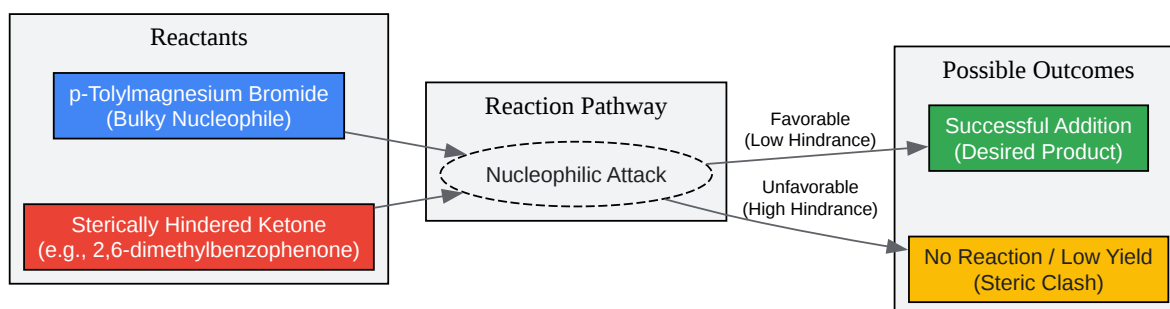 Reactants
p-Tolylmagnesium Bromide
(Bulky Nucleophile)
Sterically Hindered Ketone
(e.g., 2,6-dimethylbenzophenone)
Reaction Pathway
Nucleophilic Attack
Favorable
(Low Hindrance)
Unfavorable
(High Hindrance)
Possible Outcomes
Successful Addition
(Desired Product)
No Reaction / Low Yield
(Steric Clash)